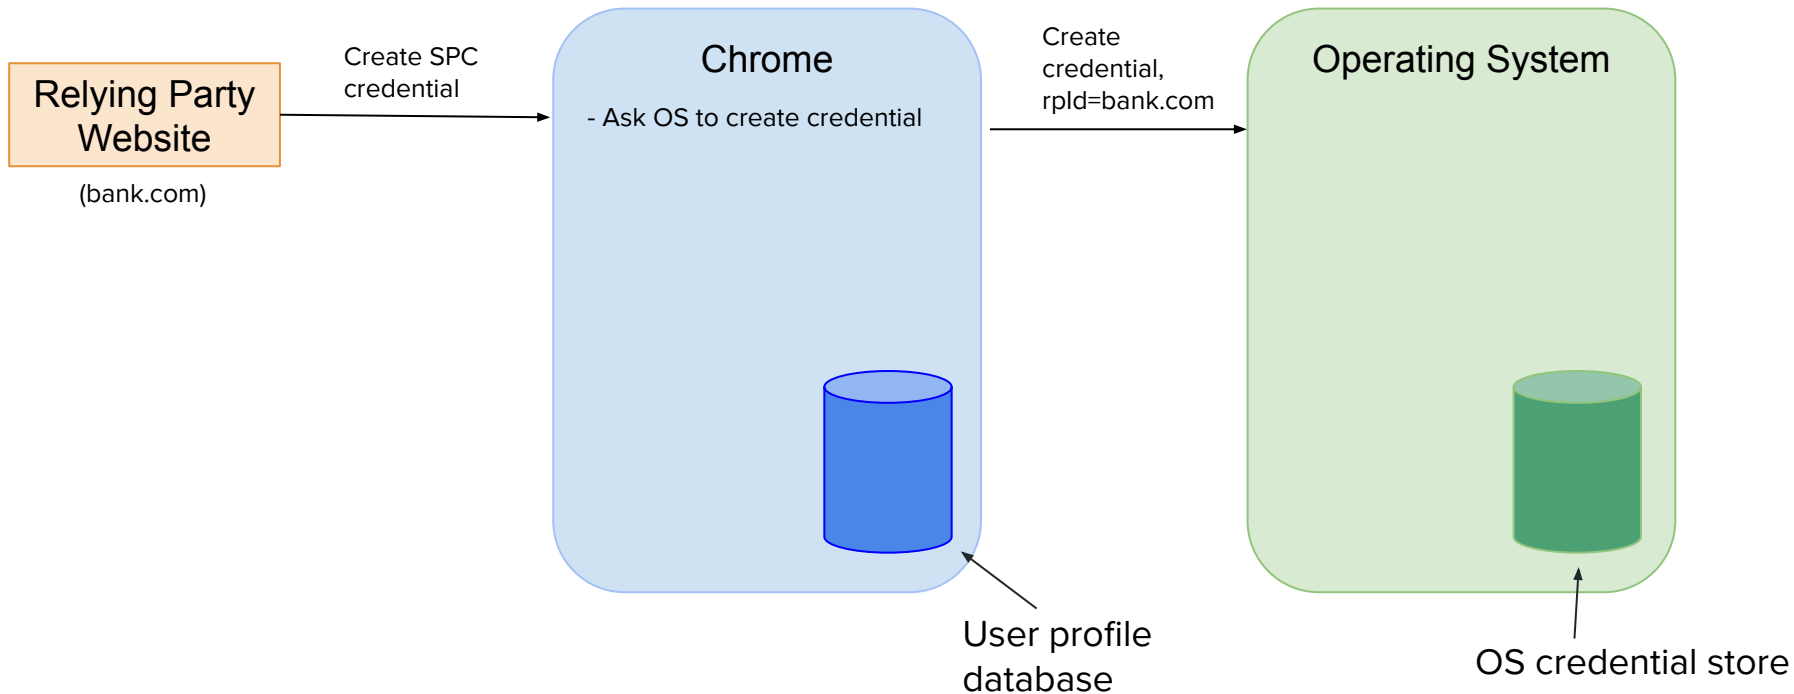 Relying Party
Website
(bank.com)
Create SPC
credential
Chrome
- Ask OS to create credential
Create
credential,
rpId=bank.com
Operating System
User profile
database
OS credential store